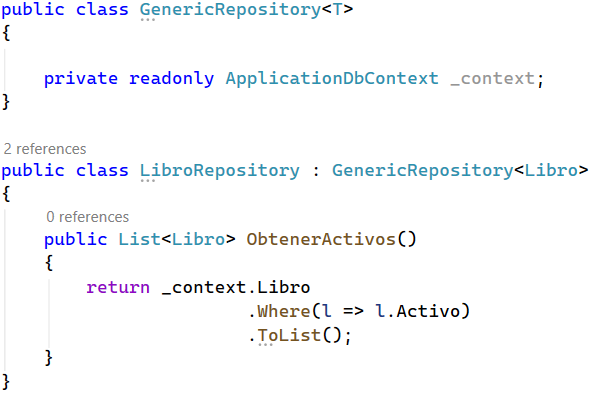 public class GenericRepository<T>
{
private readonly ApplicationDbContext _context;
}
2 references
public class LibroRepository : GenericRepository<Libro>
{
0 references
public List<Libro> ObtenerActivos()
{
return _context.Libro
.Where(l => l.Activo)
.ToList();
}
}